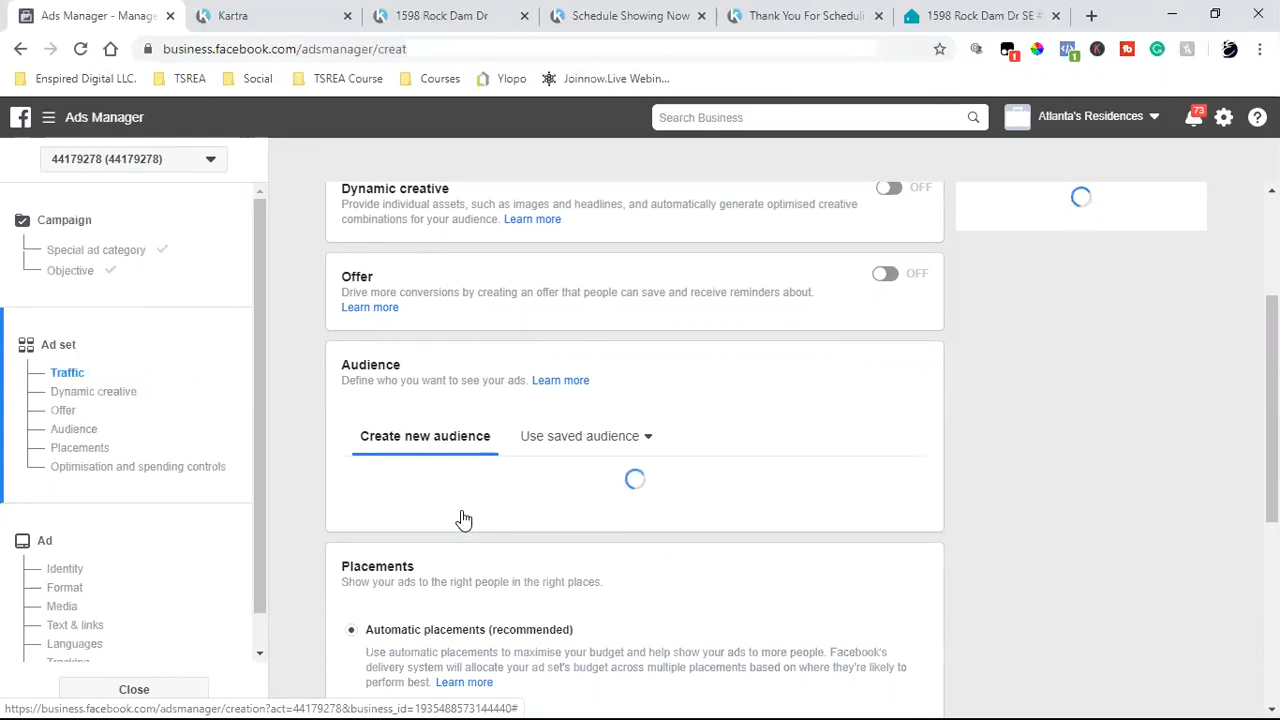 Ads Manager - Manage
Kartra
1598 Rock Dam Dr
Schedule Showing Now
Thank You For Scheduli
1598 Rock Dam Dr SE #
business.facebook.com/adsmanager/creat
1
1
Enspired Digital LLC.
TSREA
Social
TSREA Course
Courses
Ylopo
Joinnow.Live Webin...
Ads Manager
Search Business
Atlanta's Residences
73
44179278 (44179278)
Campaign
Special ad category
Objective
Ad set
Traffic
Dynamic creative
Offer
Audience
Placements
Optimisation and spending controls
Ad
Identity
Format
Media
Text & links
Languages
Tracking
Close
Dynamic creative
OFF
Provide individual assets, such as images and headlines, and automatically generate optimised creative
combinations for your audience. Learn more
Offer
OFF
Drive more conversions by creating an offer that people can save and receive reminders about.
Learn more
Audience
Define who you want to see your ads. Learn more
Create new audience
Use saved audience
Placements
Show your ads to the right people in the right places.
Automatic placements (recommended)
Use automatic placements to maximise your budget and help show your ads to more people. Facebook's
delivery system will allocate your ad set's budget across multiple placements based on where they're likely to
perform best. Learn more
https://business.facebook.com/adsmanager/creation?act=44179278&business_id=1935488573144440#